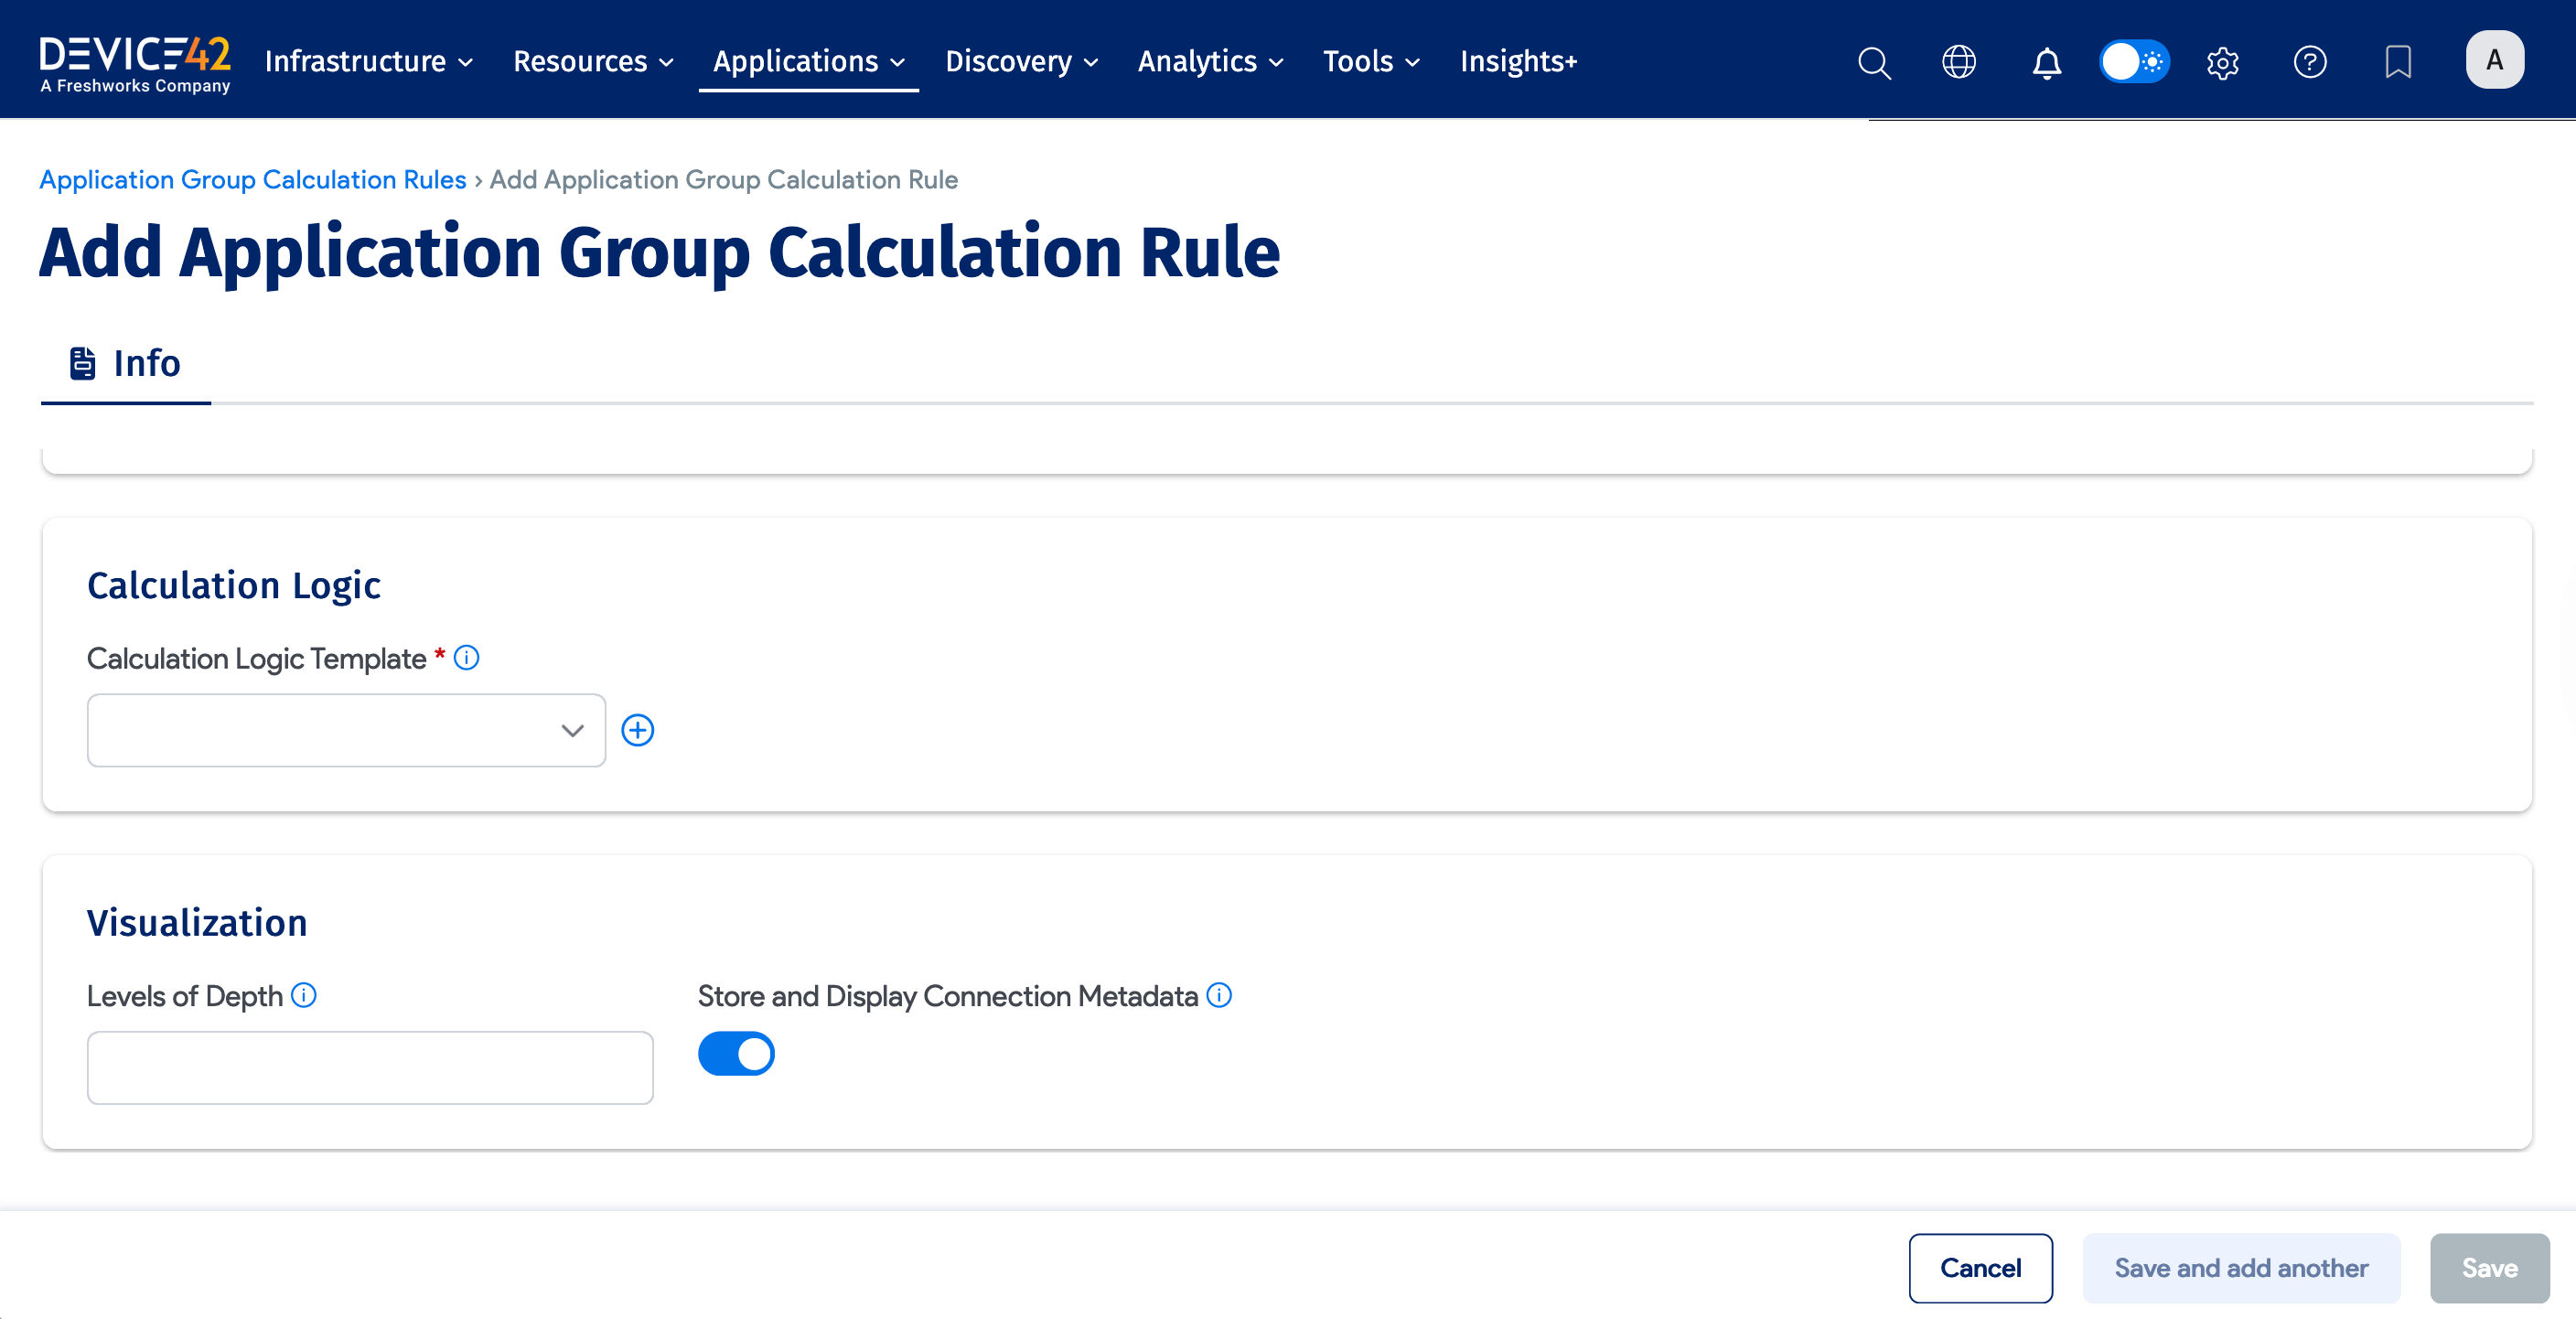 DEVICE42
A Freshworks Company
Infrastructure
Resources
Applications
Discovery
Analytics
Tools
Insights+
A
Application Group Calculation Rules › Add Application Group Calculation Rule
Add Application Group Calculation Rule
Info
Calculation Logic
Calculation Logic Template *
Visualization
Levels of Depth
Store and Display Connection Metadata
Cancel
Save and add another
Save